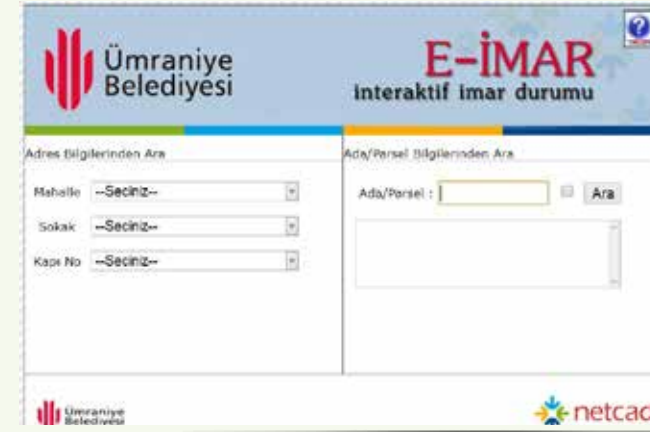 Ümraniye
Belediyesi
E-İMAR
interaktif imar durumu
?
Adres Bilgilerinden Ara
Ada/Parsel Bilgilerinden Ara
Mahalle --Seciniz--
Sokak --Seciniz--
Kapı No --Seciniz--
Ada/Parsel :
Ara
Ümraniye
Belediyesi
netcad